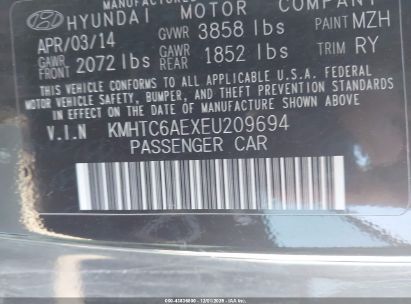 MANUFACTURED
HYUNDAI MOTOR COMPANY
APR/03/14 GVWR 3858 lbs PAINT MZH
GAWR FRONT 2072 lbs GAWR REAR 1852 lbs TRIM RY
THIS VEHICLE CONFORMS TO ALL APPLICABLE U.S.A. FEDERAL
MOTOR VEHICLE SAFETY, BUMPER, AND THEFT PREVENTION STANDARDS
IN EFFECT ON THE DATE OF MANUFACTURE SHOWN ABOVE.
V.I.N KMHTC6AEXEU209694
PASSENGER CAR